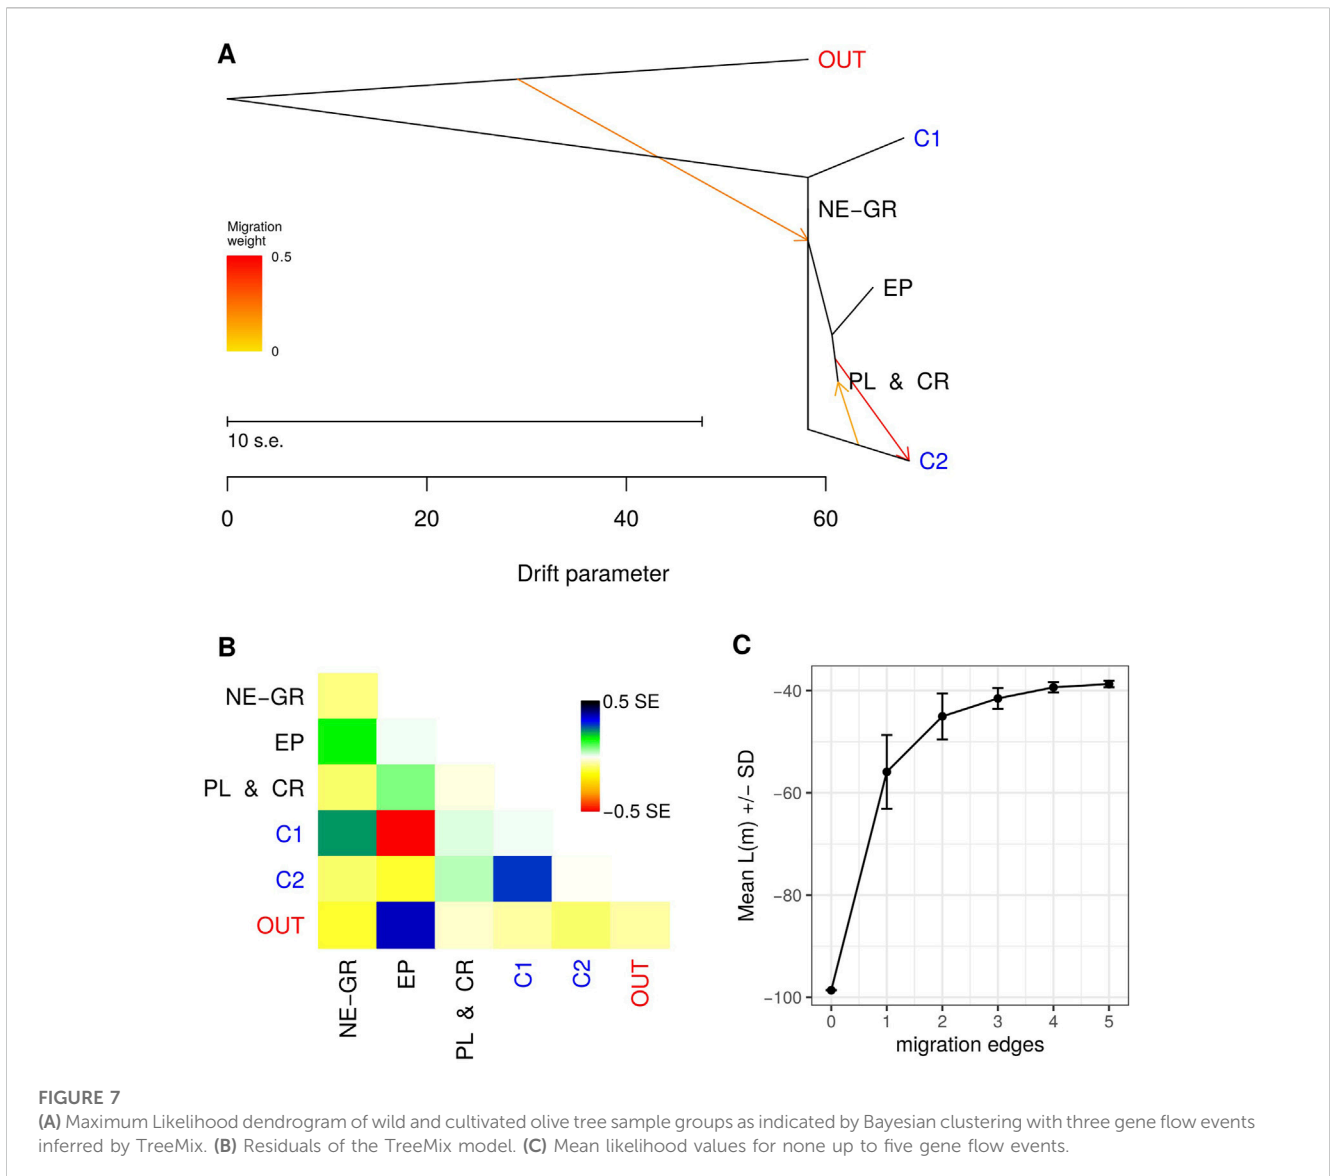 A
OUT
C1
NE−GR
Migration
weight
0.5
0
EP
PL & CR
10 s.e.
C2
0 20 40 60
Drift parameter
B
NE−GR
EP
PL & CR
C1
C2
OUT
0.5 SE
−0.5 SE
NE−GR
EP
PL & CR
C1
C2
OUT
C
Mean L(m) +/− SD
−40
−60
−80
−100
0 1 2 3 4 5
migration edges
FIGURE 7
(A) Maximum Likelihood dendrogram of wild and cultivated olive tree sample groups as indicated by Bayesian clustering with three gene flow events
inferred by TreeMix. (B) Residuals of the TreeMix model. (C) Mean likelihood values for none up to five gene flow events.